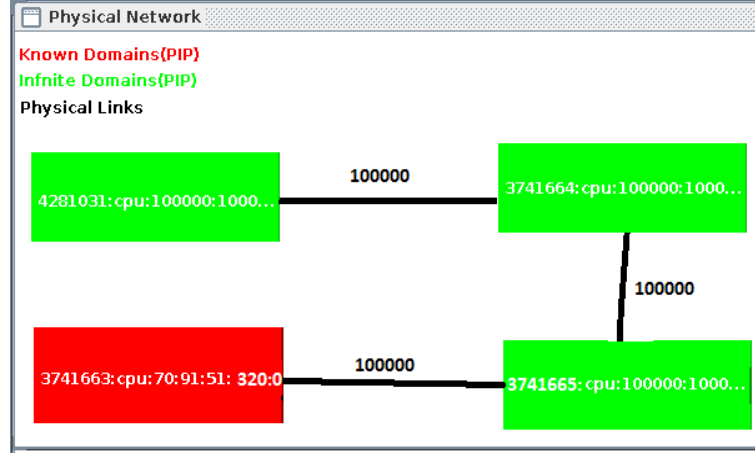 Physical Network
Known Domains(PIP)
Infnite Domains(PIP)
Physical Links
100000
4281031:cpu:100000:1000...
3741664:cpu:100000:1000...
100000
100000
3741663:cpu:70:91:51: 320:0
3741665:cpu:100000:1000...